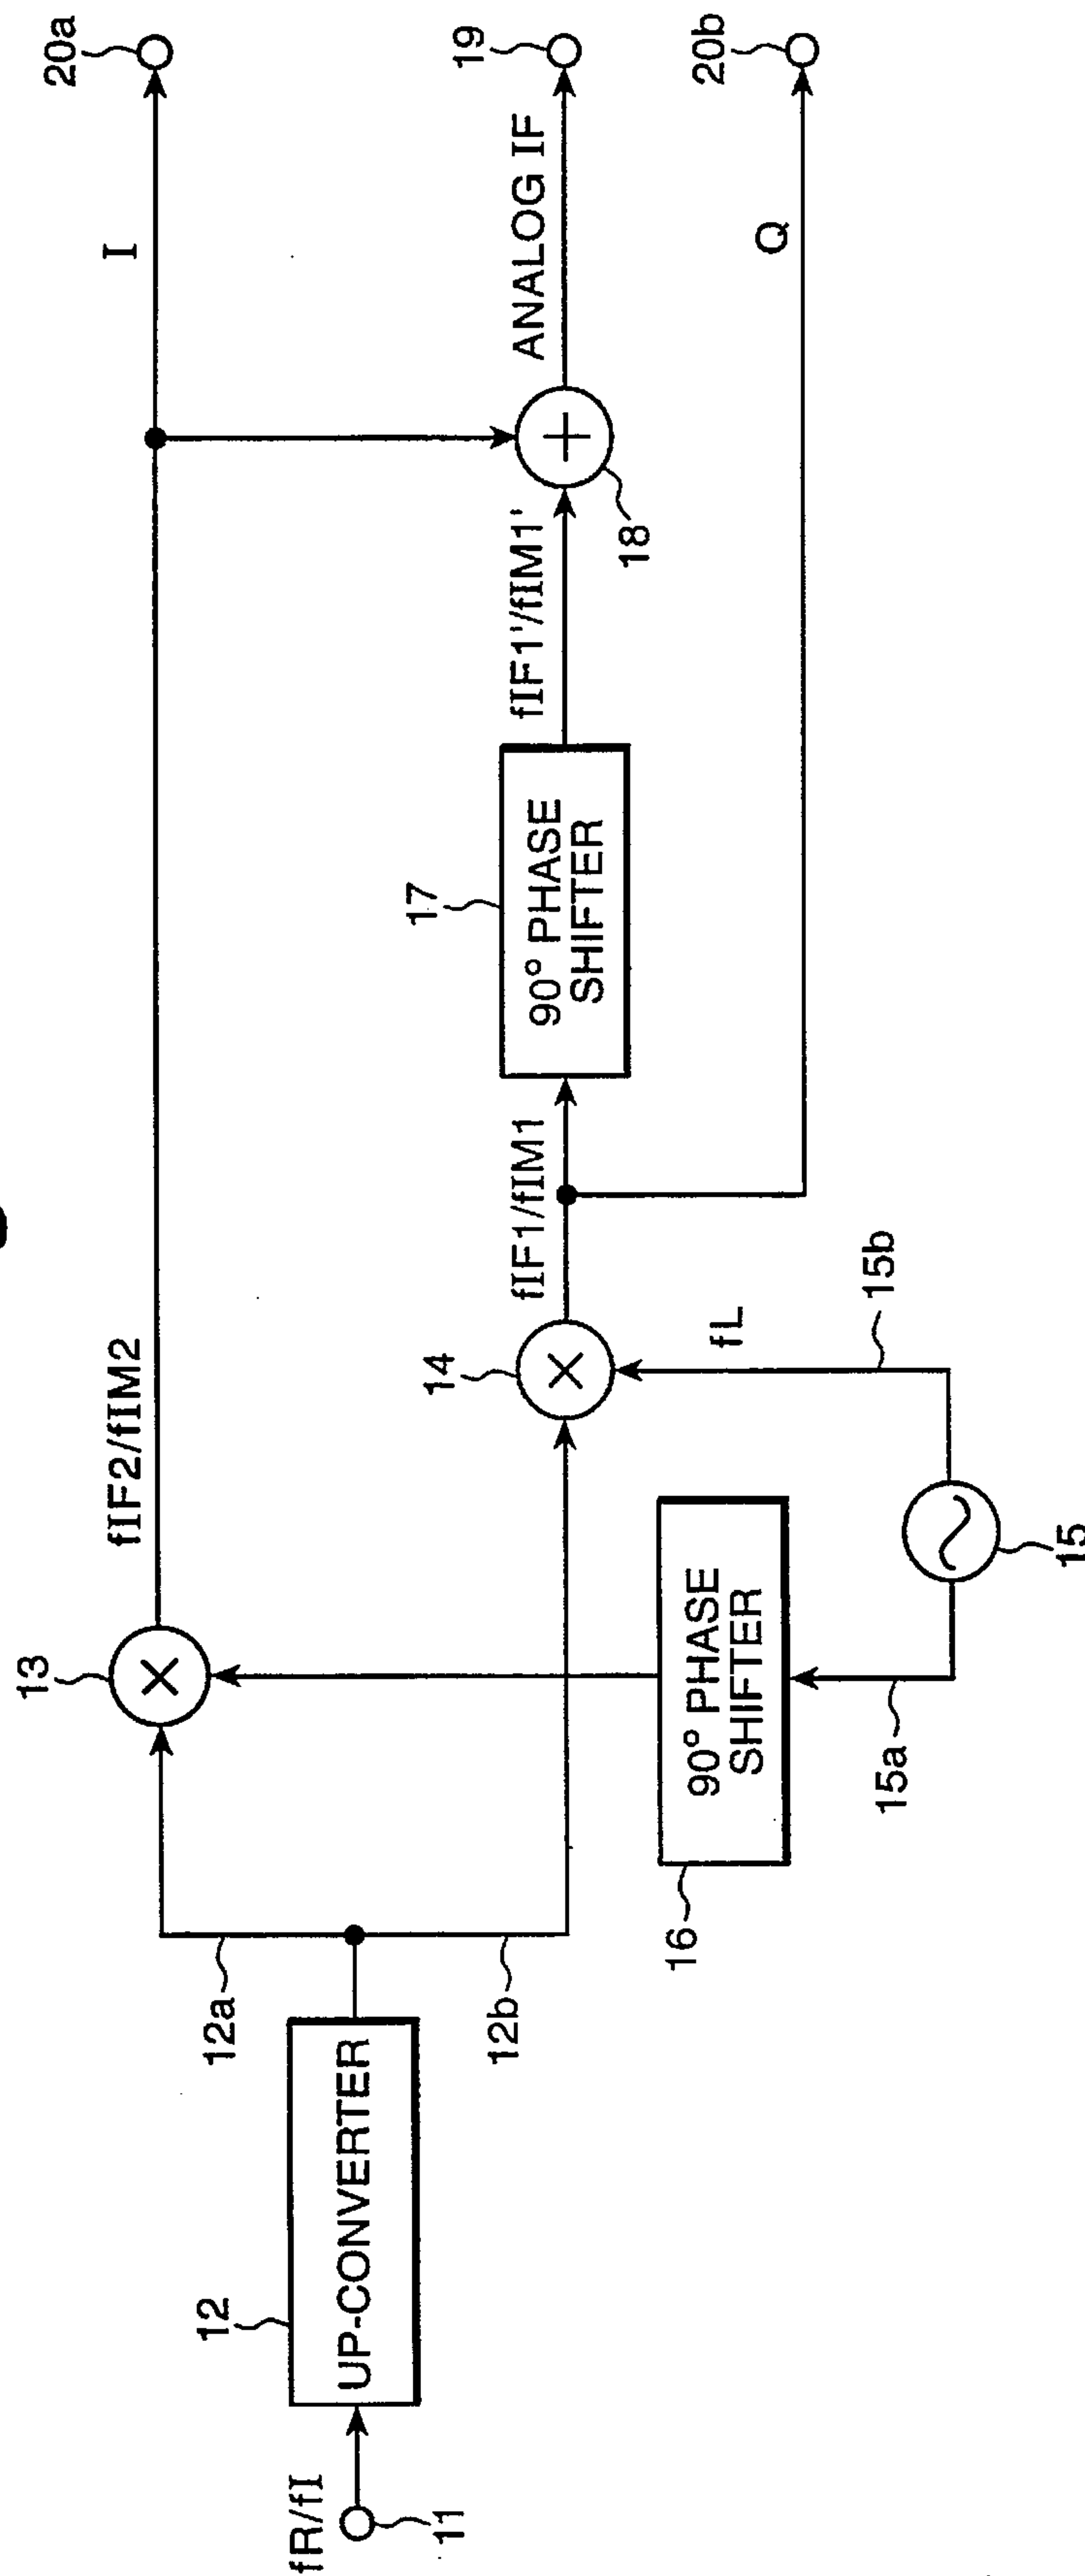 fR/fI
11
12
UP-CONVERTER
12a
12b
13
fIF2/fIM2
I
20a
14
fIF1/fIM1
17
90° PHASE
SHIFTER
fIF1'/fIM1'
18
ANALOG IF
19
16
90° PHASE
SHIFTER
15a
15
15b
fL
Q
20b